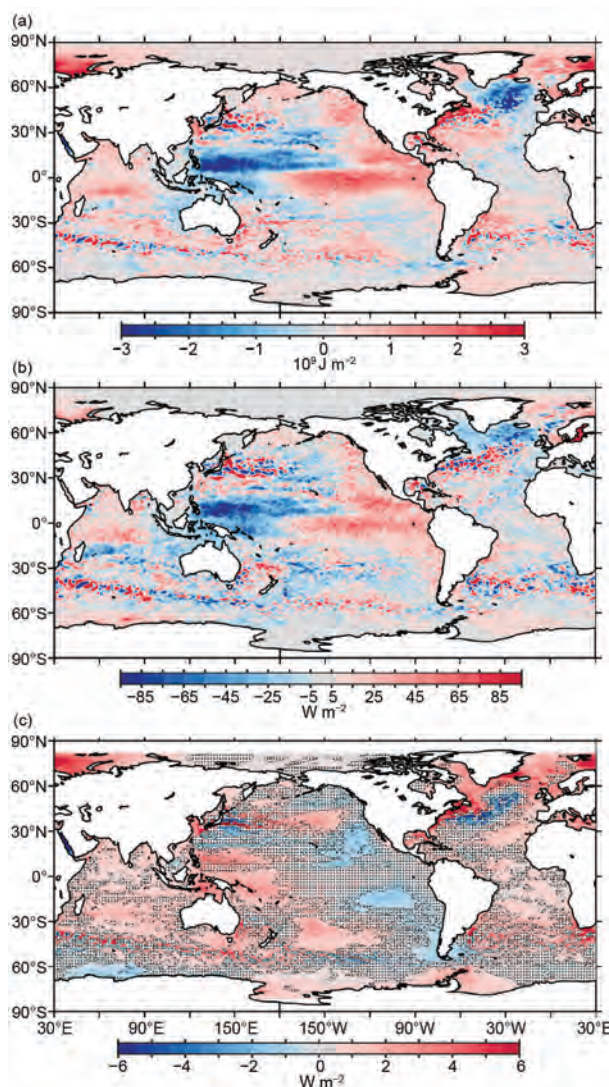 (a)
90°N
60°N
30°N
0°
30°S
60°S
90°S
−3 −2 −1 0 1 2 3
10⁹ J m⁻²
(b)
90°N
60°N
30°N
0°
30°S
60°S
90°S
−85 −65 −45 −25 −5 5 25 45 65 85
W m⁻²
(c)
90°N
60°N
30°N
0°
30°S
60°S
90°S
30°E 90°E 150°E 150°W 90°W 30°W 30°E
−6 −4 −2 0 2 4 6
W m⁻²